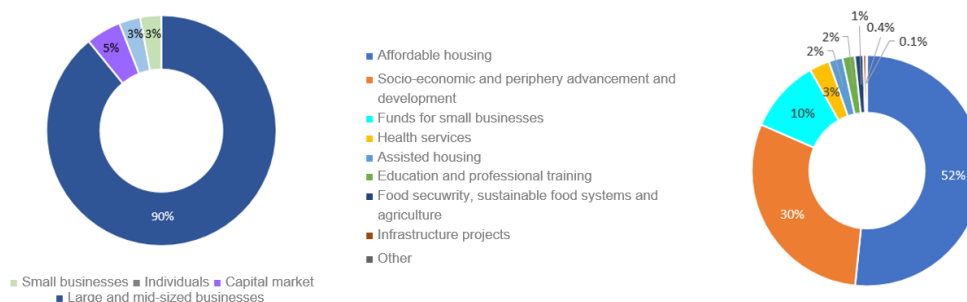 5%
3%
3%
90%
Small businesses Individuals Capital market
Large and mid-sized businesses
Affordable housing
Socio-economic and periphery advancement and
development
Funds for small businesses
Health services
Assisted housing
Education and professional training
Food secuwrity, sustainable food systems and
agriculture
Infrastructure projects
Other
1%
0.4%
2%
0.1%
2%
3%
10%
52%
30%